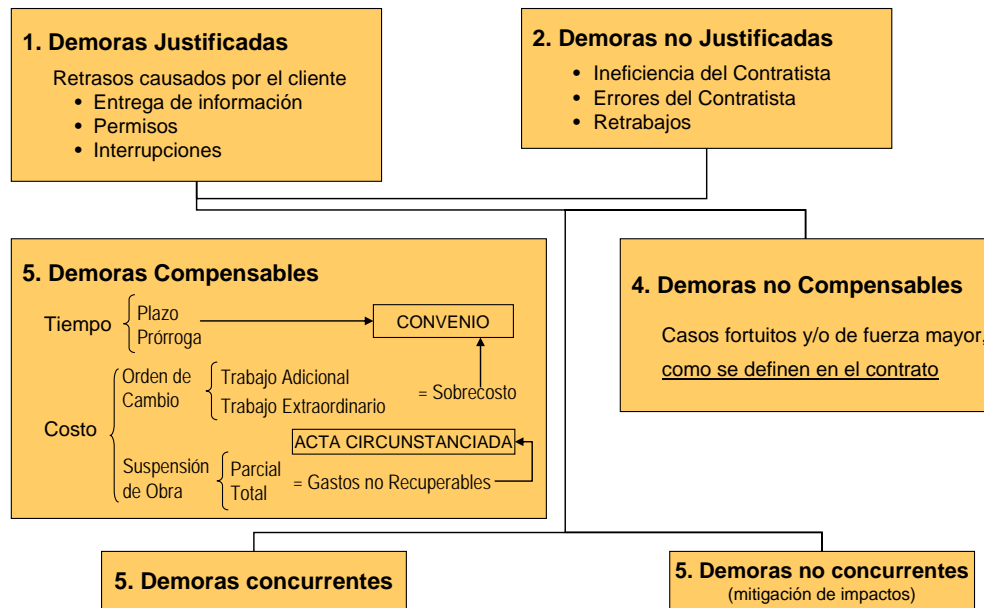 1. Demoras Justificadas
Retrasos causados por el cliente
• Entrega de información
• Permisos
• Interrupciones
2. Demoras no Justificadas
• Ineficiencia del Contratista
• Errores del Contratista
• Retrabajos
5. Demoras Compensables
Tiempo
Plazo
Prórroga
CONVENIO
Costo
Orden de
Cambio
Trabajo Adicional
Trabajo Extraordinario
= Sobrecosto
ACTA CIRCUNSTANCIADA
Suspensión
de Obra
Parcial
Total
= Gastos no Recuperables
4. Demoras no Compensables
Casos fortuitos y/o de fuerza mayor,
como se definen en el contrato
5. Demoras concurrentes
5. Demoras no concurrentes
(mitigación de impactos)